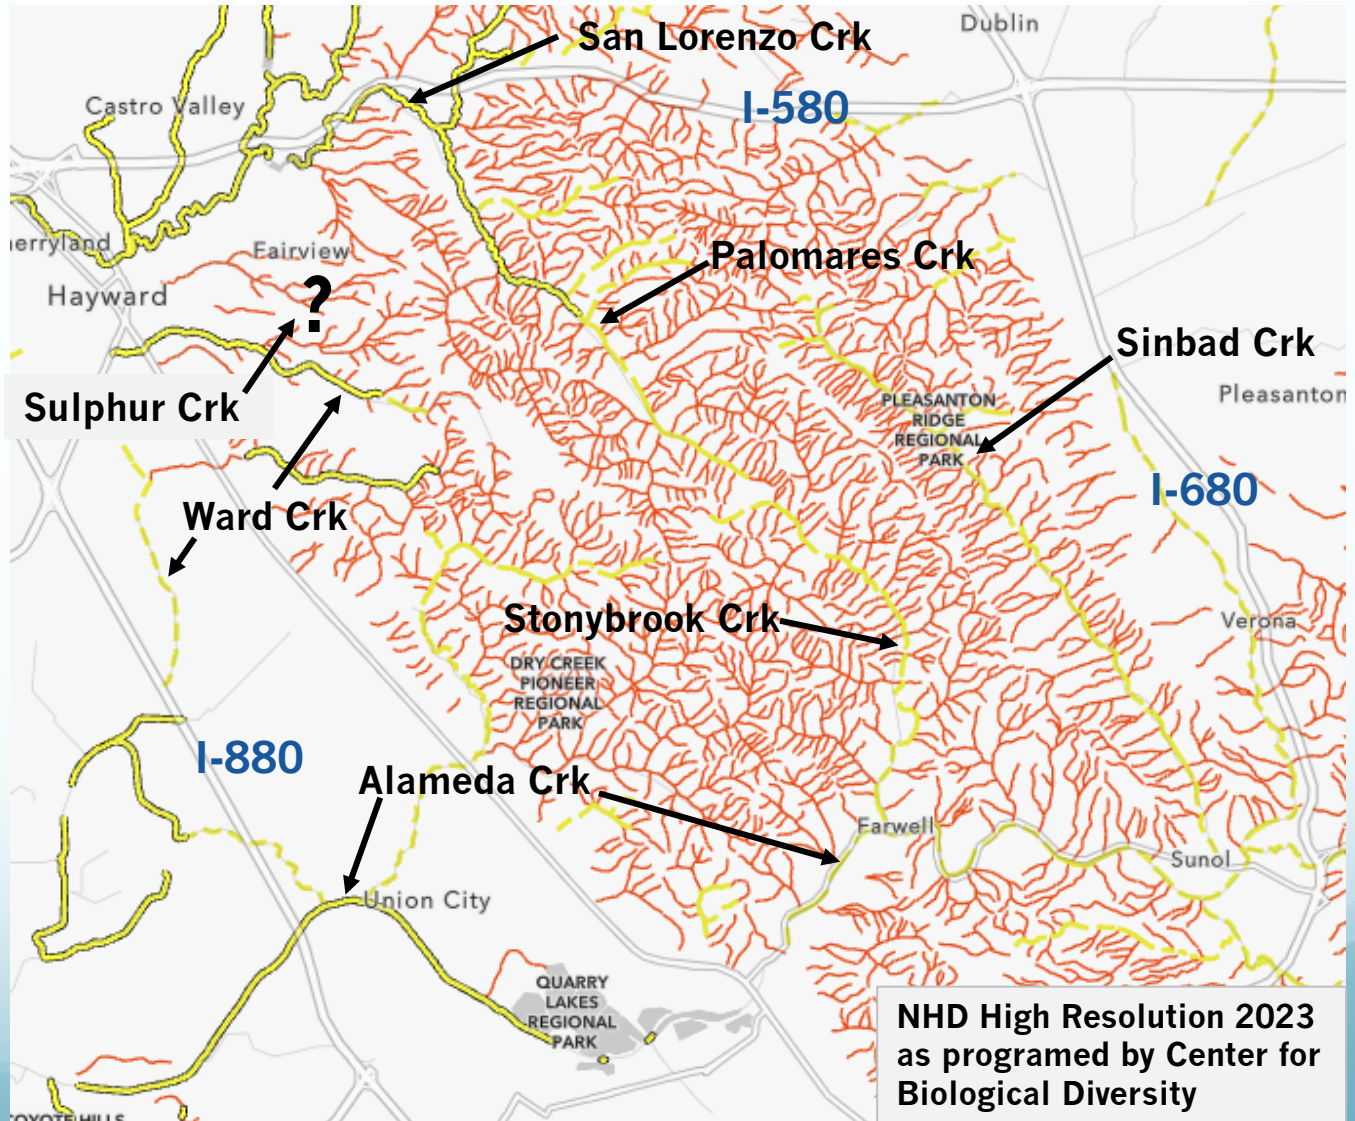 San Lorenzo Crk
Dublin
Castro Valley
I-580
erryland
Fairview
Palomares Crk
Hayward
?
Sinbad Crk
Sulphur Crk
Pleasanton
PLEASANTON
RIDGE
REGIONAL
PARK
I-680
Ward Crk
Stonybrook Crk
Verona
DRY CREEK
PIONEER
REGIONAL
PARK
I-880
Alameda Crk
Farwell
Sunol
Union City
QUARRY
LAKES
REGIONAL
PARK
NHD High Resolution 2023
as programed by Center for
Biological Diversity
OYOTE HILLS